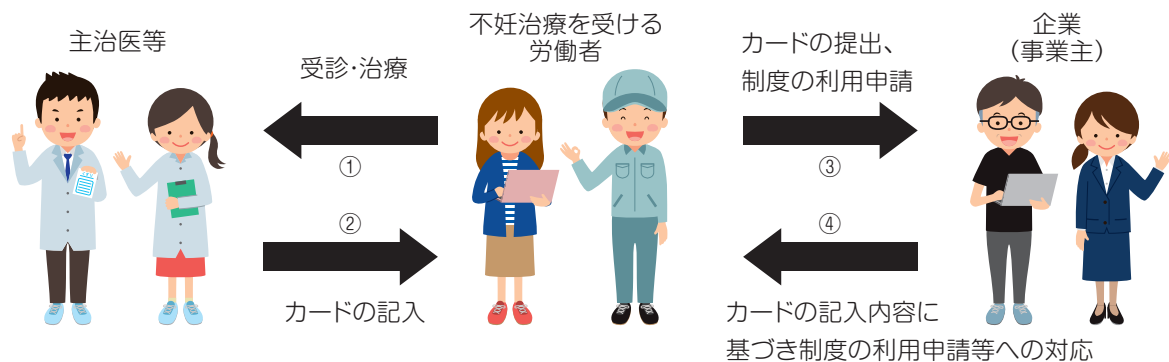 主治医等
受診・治療
①
②
カードの記入
不妊治療を受ける
労働者
カードの提出、
制度の利用申請
③
④
カードの記入内容に
基づき制度の利用申請等への対応
企業
(事業主)